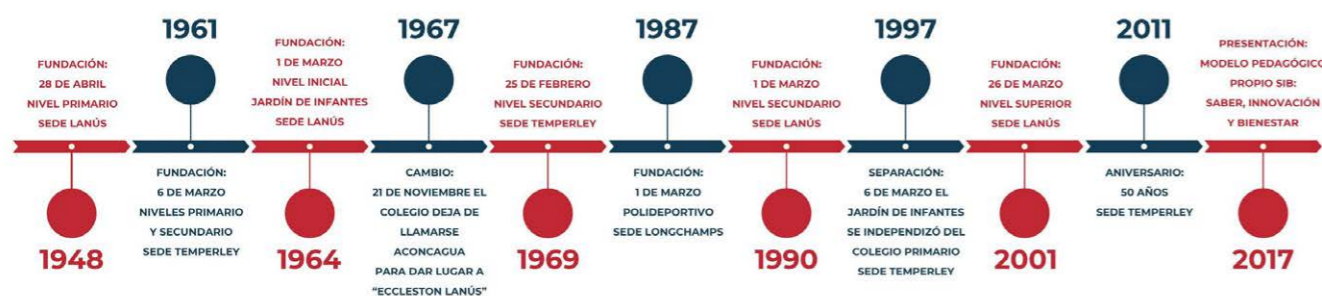 FUNDACIÓN:
28 DE ABRIL
NIVEL PRIMARIO
SEDE LANÚS
1948
1961
FUNDACIÓN:
6 DE MARZO
NIVELES PRIMARIO
Y SECUNDARIO
SEDE TEMPERLEY
FUNDACIÓN:
1 DE MARZO
NIVEL INICIAL
JARDÍN DE INFANTES
SEDE LANÚS
1964
1967
CAMBIO:
21 DE NOVIEMBRE EL
COLEGIO DEJA DE
LLAMARSE
ACONCAGUA
PARA DAR LUGAR A
“ECCLESTON LANÚS”
FUNDACIÓN:
25 DE FEBRERO
NIVEL SECUNDARIO
SEDE TEMPERLEY
1969
1987
FUNDACIÓN:
1 DE MARZO
POLIDEPORTIVO
SEDE LONGCHAMPS
FUNDACIÓN:
1 DE MARZO
NIVEL SECUNDARIO
SEDE LANÚS
1990
1997
SEPARACIÓN:
6 DE MARZO EL
JARDÍN DE INFANTES
SE INDEPENDIZÓ DEL
COLEGIO PRIMARIO
SEDE TEMPERLEY
FUNDACIÓN:
26 DE MARZO
NIVEL SUPERIOR
SEDE LANÚS
2001
2011
ANIVERSARIO:
50 AÑOS
SEDE TEMPERLEY
PRESENTACIÓN:
MODELO PEDAGÓGICO
PROPIO SIB:
SABER, INNOVACIÓN
Y BIENESTAR
2017